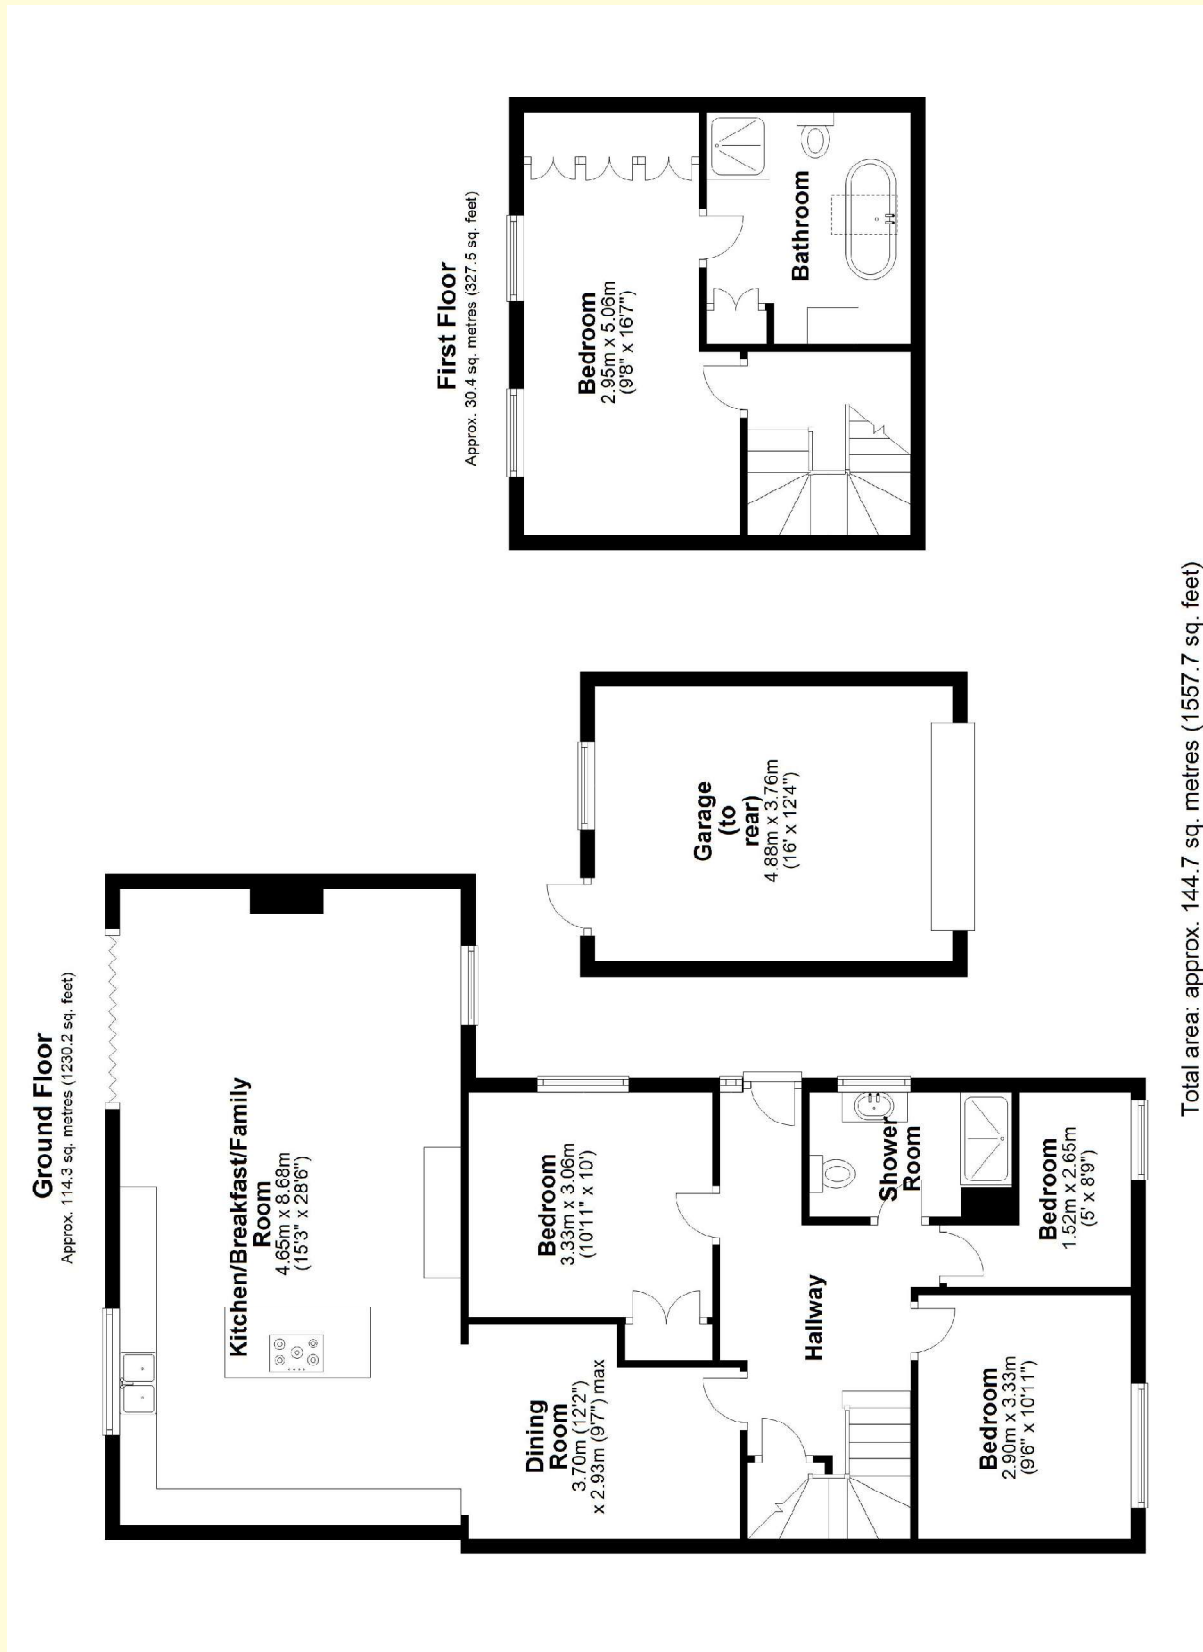 Ground Floor
Approx. 114.3 sq. metres (1230.2 sq. feet)
Kitchen/Breakfast/Family
Room
4.65m x 8.68m
(15'3" x 28'6")
Dining
Room
3.70m (12'2")
x 2.93m (9'7") max
Bedroom
3.33m x 3.06m
(10'11" x 10')
Hallway
Shower
Room
Bedroom
2.90m x 3.33m
(9'6" x 10'11")
Bedroom
1.52m x 2.65m
(5' x 8'9")
Garage
(to
rear)
4.88m x 3.76m
(16' x 12'4")
First Floor
Approx. 30.4 sq. metres (327.5 sq. feet)
Bedroom
2.95m x 5.06m
(9'8" x 16'7")
Bathroom
Total area: approx. 144.7 sq. metres (1557.7 sq. feet)